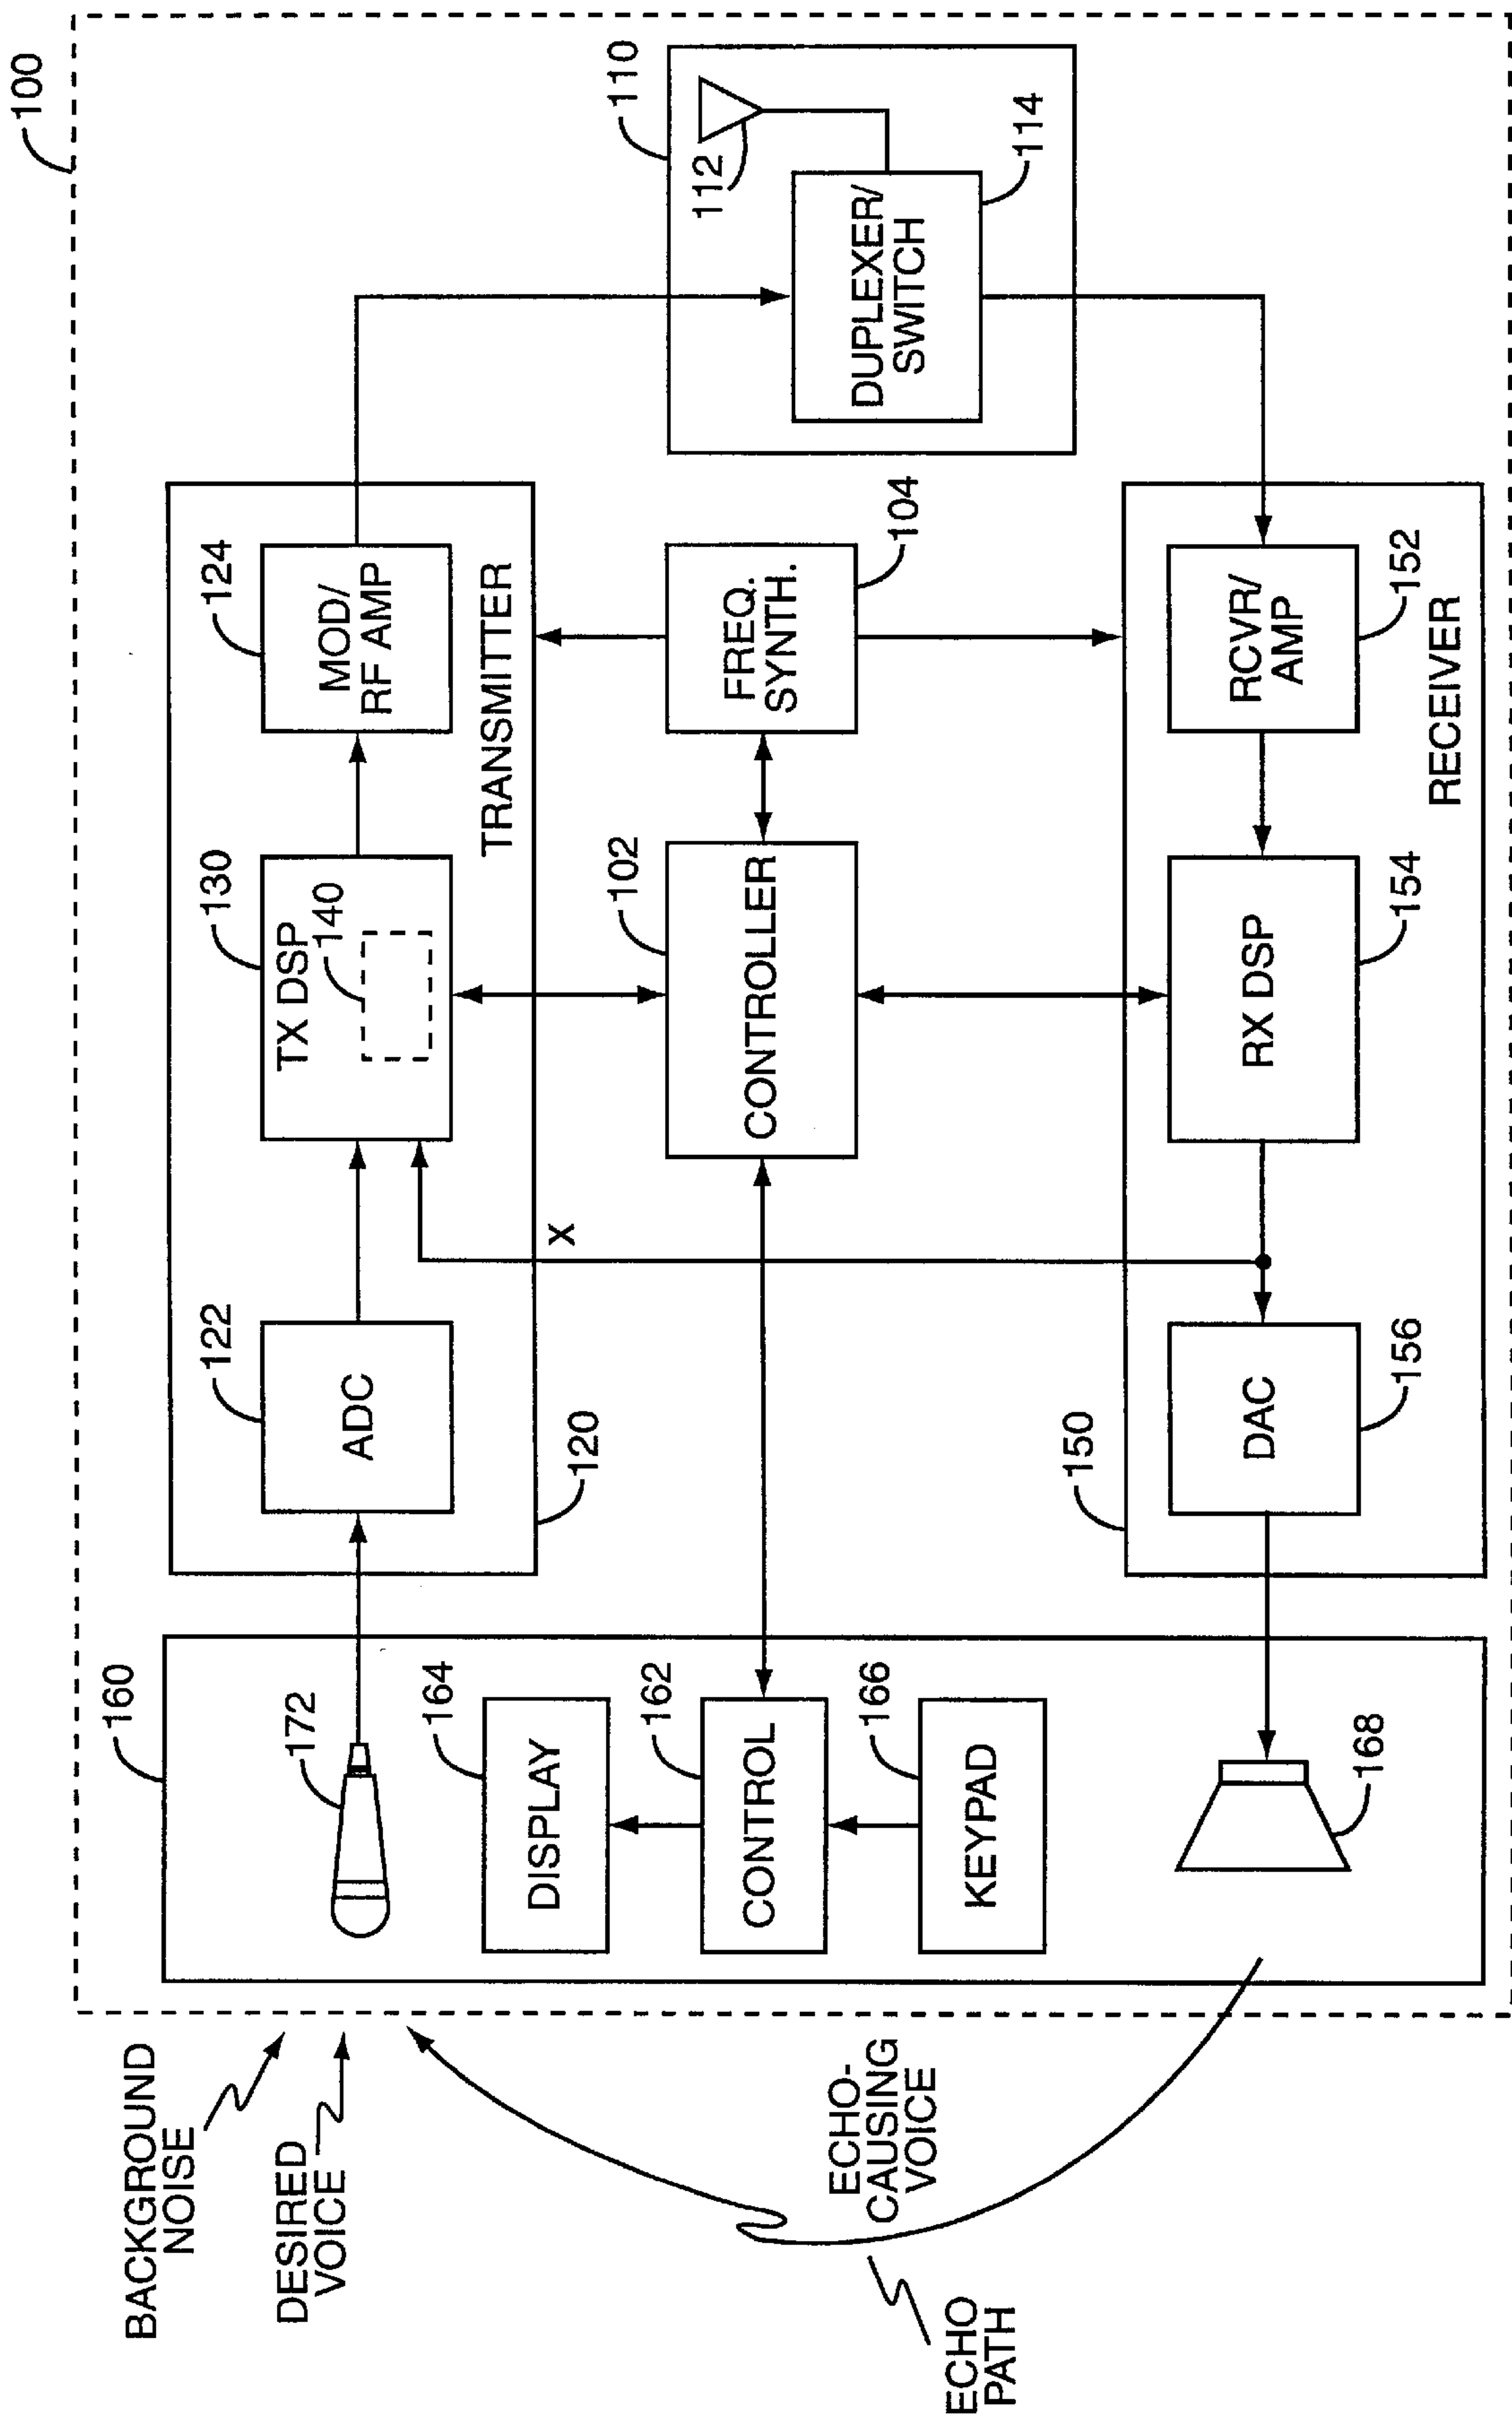 100
110
112
DUPLEXER/
SWITCH
114
124
MOD/
RF AMP
TRANSMITTER
130
TX DSP
140
122
ADC
120
FREQ.
SYNTH.
104
102
CONTROLLER
X
RCVR/
AMP
152
RECEIVER
RX DSP
154
DAC
156
150
160
172
164
DISPLAY
162
CONTROL
166
KEYPAD
168
BACKGROUND
NOISE
DESIRED
VOICE
ECHO-
CAUSING
VOICE
ECHO
PATH